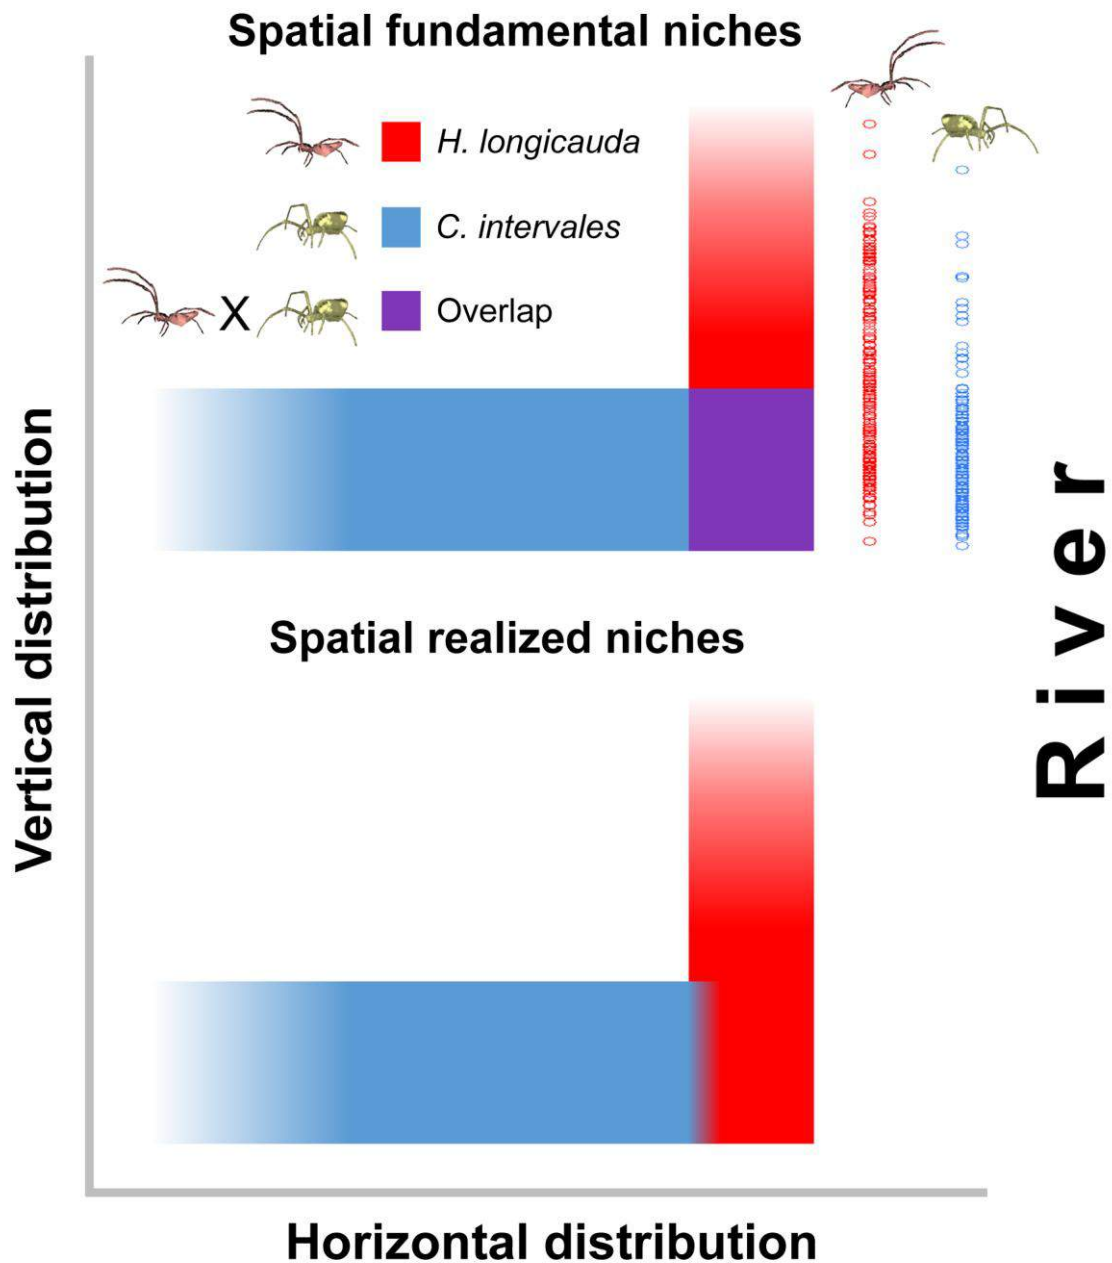 Spatial fundamental niches
H. longicauda
C. intervales
X
Overlap
Vertical distribution
River
Spatial realized niches
Horizontal distribution